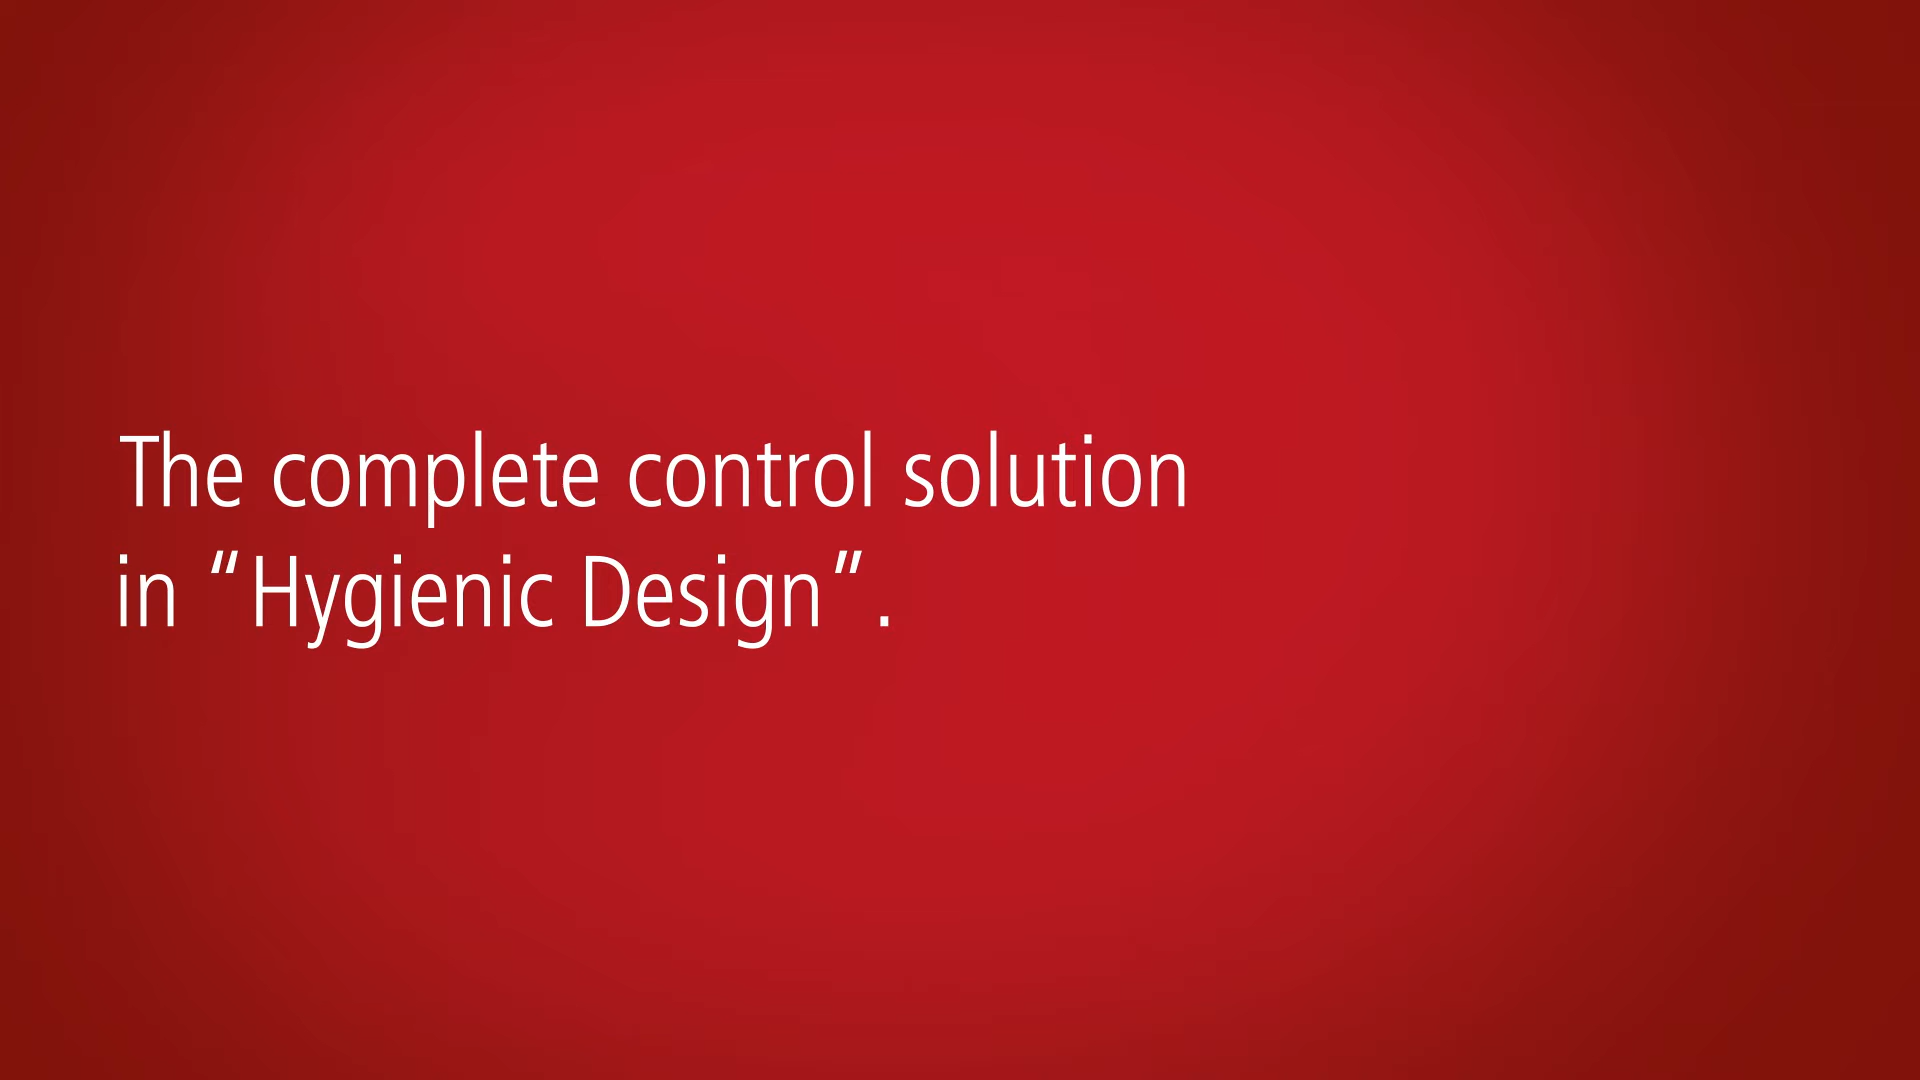 The complete control solution
in “Hygienic Design”.